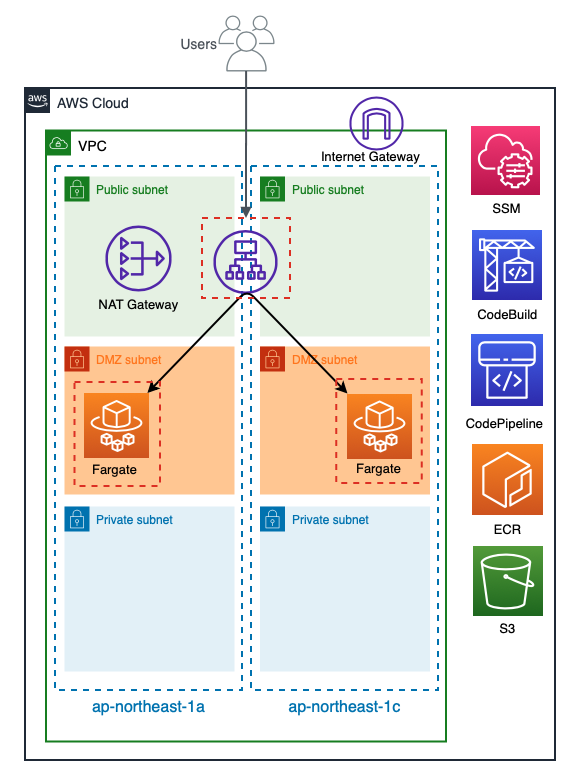 Users
aws
AWS Cloud
Internet Gateway
VPC
Public subnet
Public subnet
NAT Gateway
DMZ subnet
DMZ subnet
Fargate
Fargate
Private subnet
Private subnet
ap-northeast-1a
ap-northeast-1c
SSM
CodeBuild
CodePipeline
ECR
S3